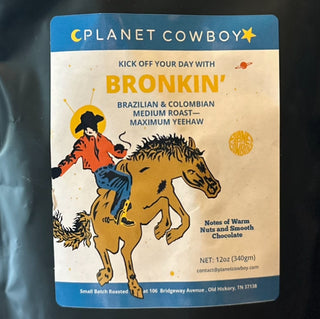 PLANET COWBOY
KICK OFF YOUR DAY WITH
BRONKIN'
BRAZILIAN & COLOMBIAN
MEDIUM ROAST—
MAXIMUM YEEHAW
Notes of Warm
Nuts and Smooth
Chocolate
NET: 12oz (340gm)
contact@planetcowboy.com
Small Batch Roasted at 106 Bridgeway Avenue, Old Hickory, TN 37138